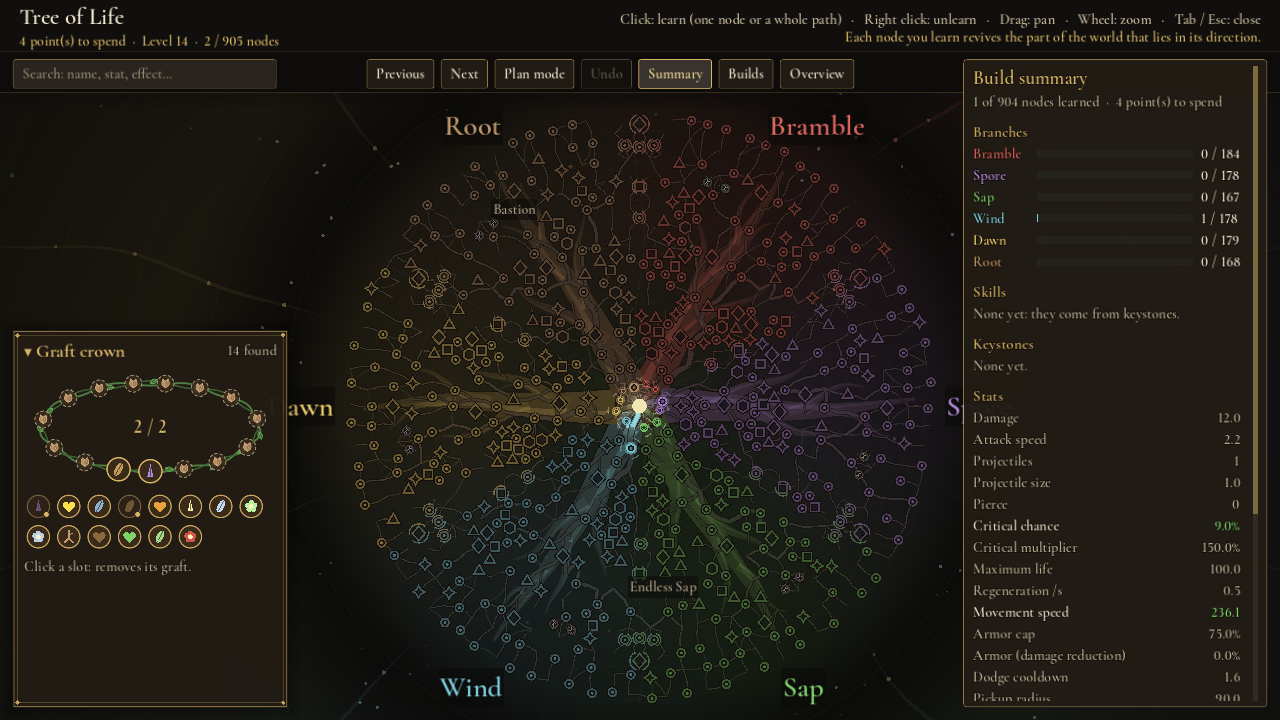 Tree of Life
4 point(s) to spend · Level 14 · 2 / 905 nodes
Click: learn (one node or a whole path) · Right click: unlearn · Drag: pan · Wheel: zoom · Tab / Esc: close
Each node you learn revives the part of the world that lies in its direction.
Search: name, stat, effect...
Previous
Next
Plan mode
Undo
Summary
Builds
Overview
Root
Bramble
Bastion
awn
Endless Sap
Wind
Sap
▾ Graft crown
14 found
2 / 2
Click a slot: removes its graft.
Build summary
1 of 904 nodes learned · 4 point(s) to spend
Branches
Bramble 0 / 184
Spore 0 / 178
Sap 0 / 167
Wind 1 / 178
Dawn 0 / 179
Root 0 / 168
Skills
None yet: they come from keystones.
Keystones
None yet.
Stats
Damage 12.0
Attack speed 2.2
Projectiles 1
Projectile size 1.0
Pierce 0
Critical chance 9.0%
Critical multiplier 150.0%
Maximum life 100.0
Regeneration /s 0.5
Movement speed 236.1
Armor cap 75.0%
Armor (damage reduction) 0.0%
Dodge cooldown 1.6
Pickup radius 90.0